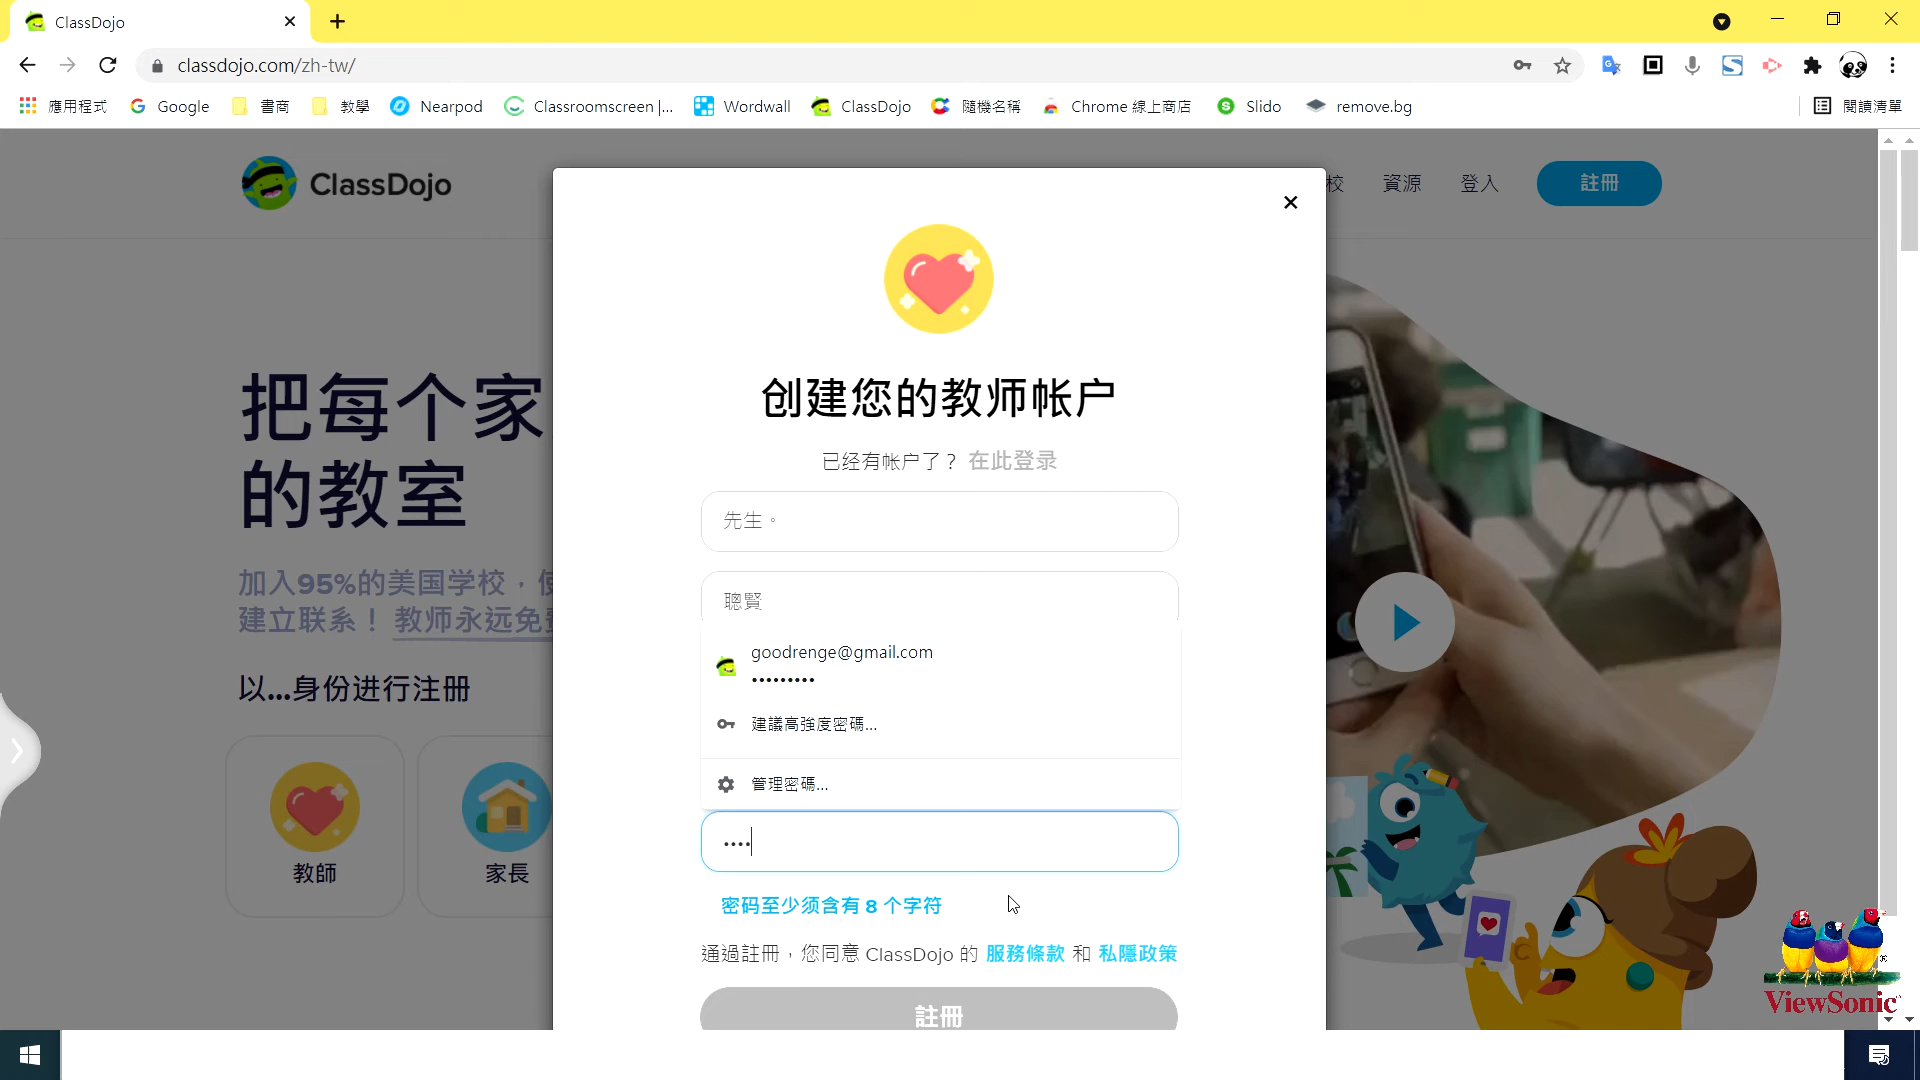 ClassDojo
classdojo.com/zh-tw/
應用程式 Google 書商 教學 Nearpod Classroomscreen |... Wordwall ClassDojo 隨機名稱 Chrome 線上商店 Slido remove.bg 閱讀清單
ClassDojo 校 資源 登入 註冊
创建您的教师帐户
已经有帐户了？ 在此登录
把每个家
的教室
先生。
加入95%的美国学校，使
建立联系！ 教师永远免费
聰賢
goodrenge@gmail.com
•••••••••
以...身份进行注册
建議高強度密碼...
管理密碼...
••••
教師 家長
密码至少须含有 8 个字符
通過註冊，您同意 ClassDojo 的 服務條款 和 私隱政策
註冊
ViewSonic